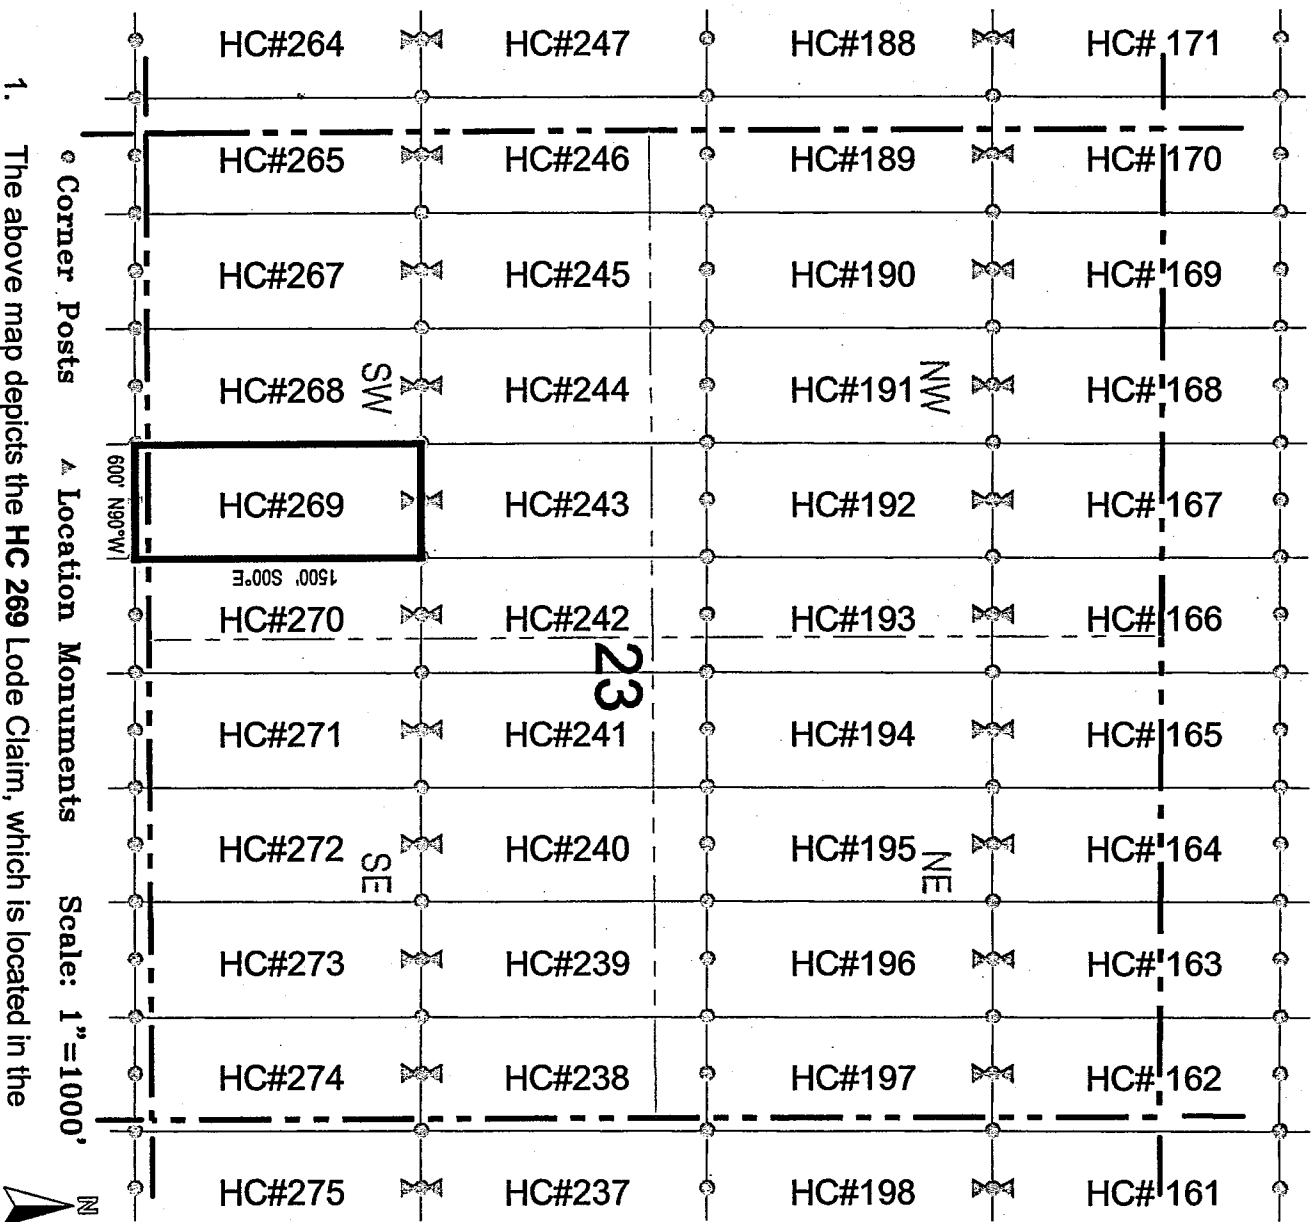 HC#264 HC#247 HC#188 HC# 171
HC#265 HC#246 HC#189 HC# 170
HC#267 HC#245 HC#190 HC# 169
HC#268 HC#244 HC#191 HC# 168
SW NW
HC#269 HC#243 HC#192 HC# 167
600' N90°W
1500' S00°E
HC#270 HC#242 HC#193 HC# 166
23
HC#271 HC#241 HC#194 HC# 165
HC#272 HC#240 HC#195 HC# 164
SE NE
HC#273 HC#239 HC#196 HC# 163
HC#274 HC#238 HC#197 HC# 162
HC#275 HC#237 HC#198 HC# 161
Corner Posts Location Monuments Scale: 1"=1000'
N
1. The above map depicts the HC 269 Lode Claim, which is located in the